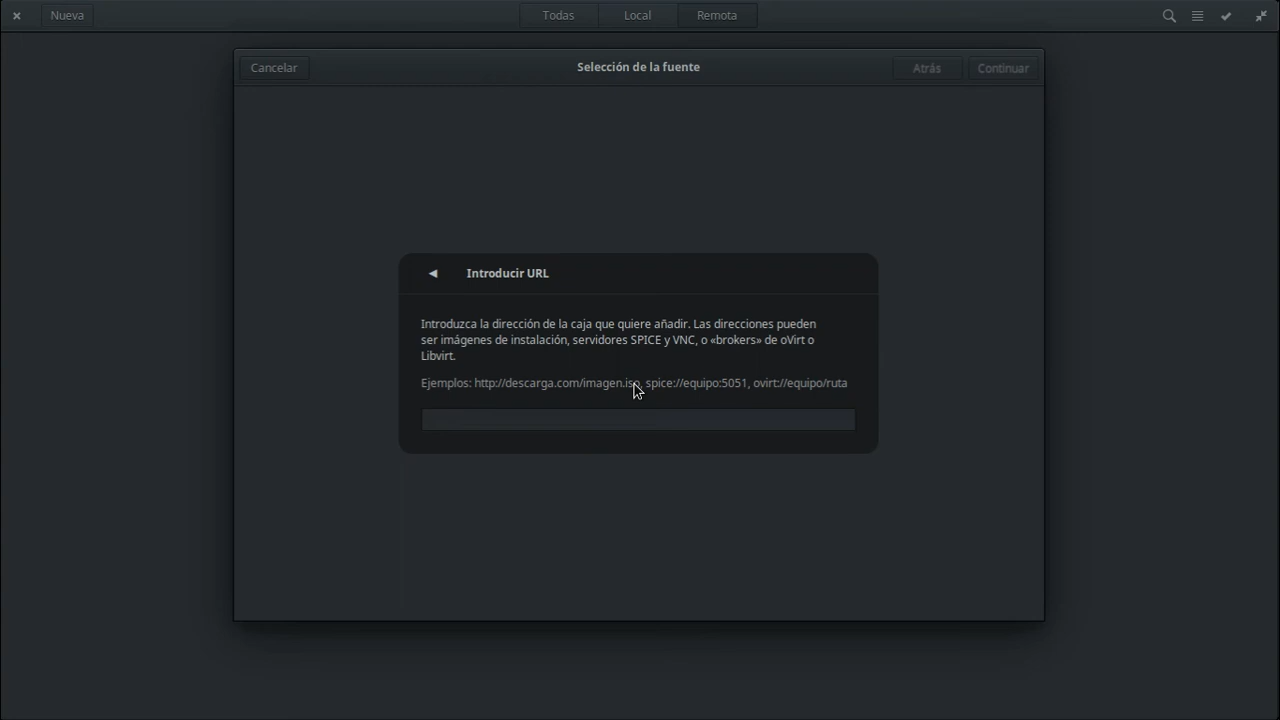 Nueva
Todas
Local
Remota
Cancelar
Selección de la fuente
Atrás
Continuar
Introducir URL
Introduzca la dirección de la caja que quiere añadir. Las direcciones pueden
ser imágenes de instalación, servidores SPICE y VNC, o «brokers» de oVirt o
Libvirt.
Ejemplos: http://descarga.com/imagen.iso, spice://equipo:5051, ovirt://equipo/ruta